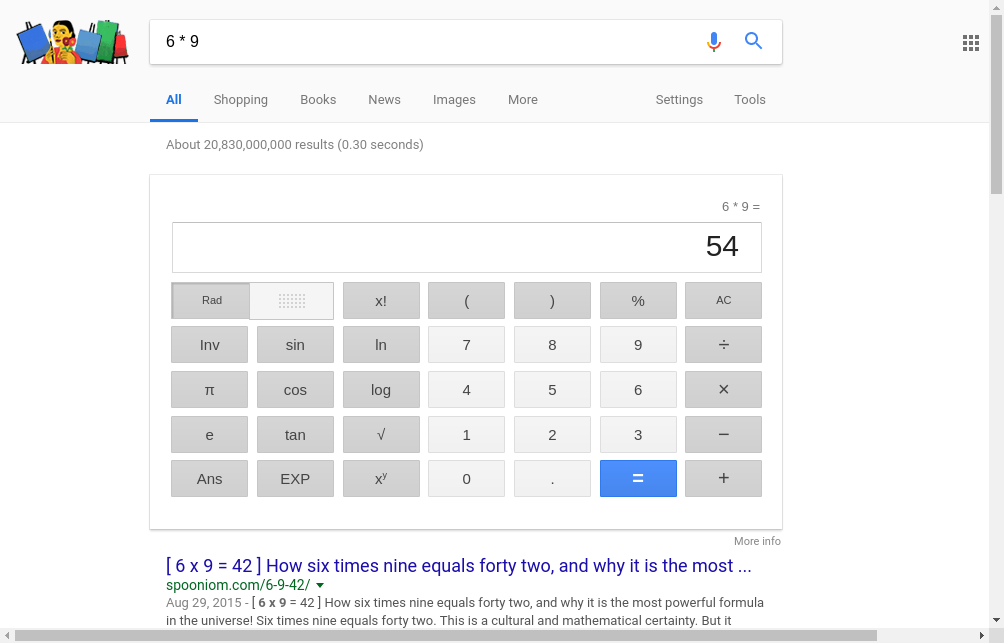 6 * 9
All Shopping Books News Images More Settings Tools
About 20,830,000,000 results (0.30 seconds)
6 * 9 =
54
Rad x! ( ) % AC
Inv sin ln 7 8 9 ÷
π cos log 4 5 6 ×
e tan √ 1 2 3 −
Ans EXP xʸ 0 . = +
More info
[ 6 x 9 = 42 ] How six times nine equals forty two, and why it is the most ...
spooniom.com/6-9-42/
Aug 29, 2015 - [ 6 x 9 = 42 ] How six times nine equals forty two, and why it is the most powerful formula
in the universe! Six times nine equals forty two. This is a cultural and mathematical certainty. But it